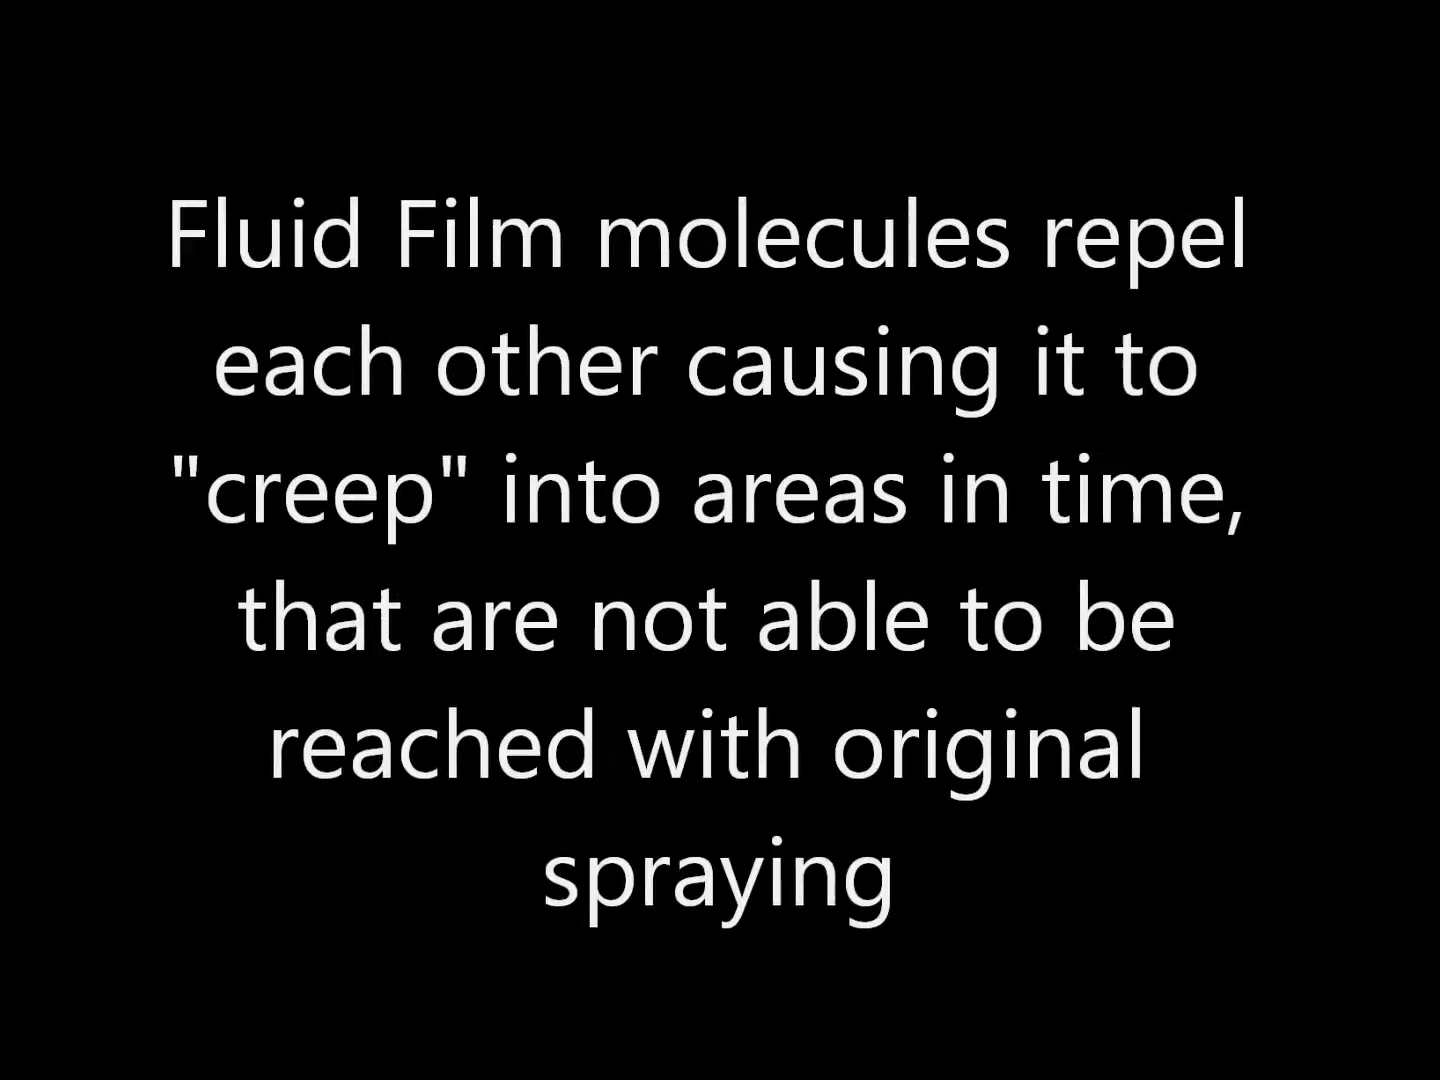 Fluid Film molecules repel
each other causing it to
"creep" into areas in time,
that are not able to be
reached with original
spraying